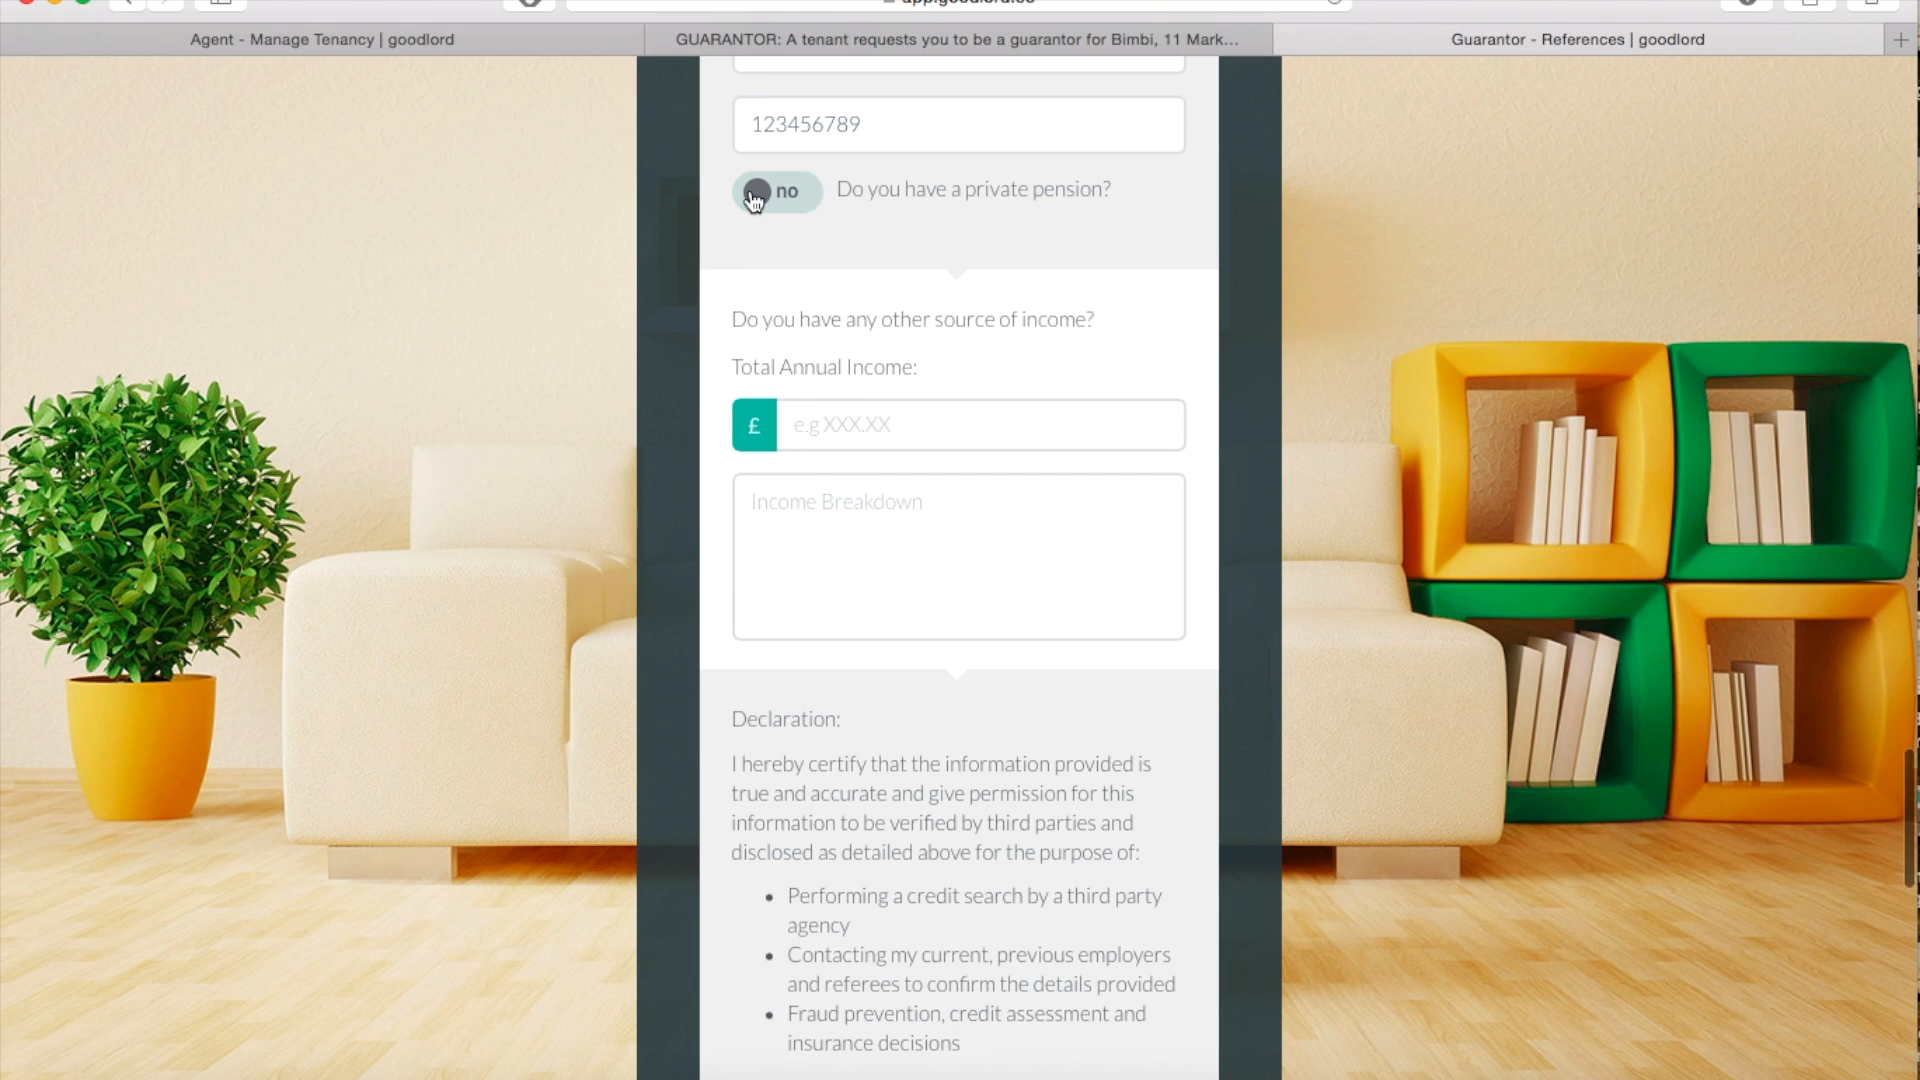 Agent - Manage Tenancy | goodlord
GUARANTOR: A tenant requests you to be a guarantor for Bimbi, 11 Mark...
Guarantor - References | goodlord
+
123456789
no
Do you have a private pension?
Do you have any other source of income?
Total Annual Income:
£
e.g XXX.XX
Income Breakdown
Declaration:
I hereby certify that the information provided is
true and accurate and give permission for this
information to be verified by third parties and
disclosed as detailed above for the purpose of:
• Performing a credit search by a third party
agency
• Contacting my current, previous employers
and referees to confirm the details provided
• Fraud prevention, credit assessment and
insurance decisions